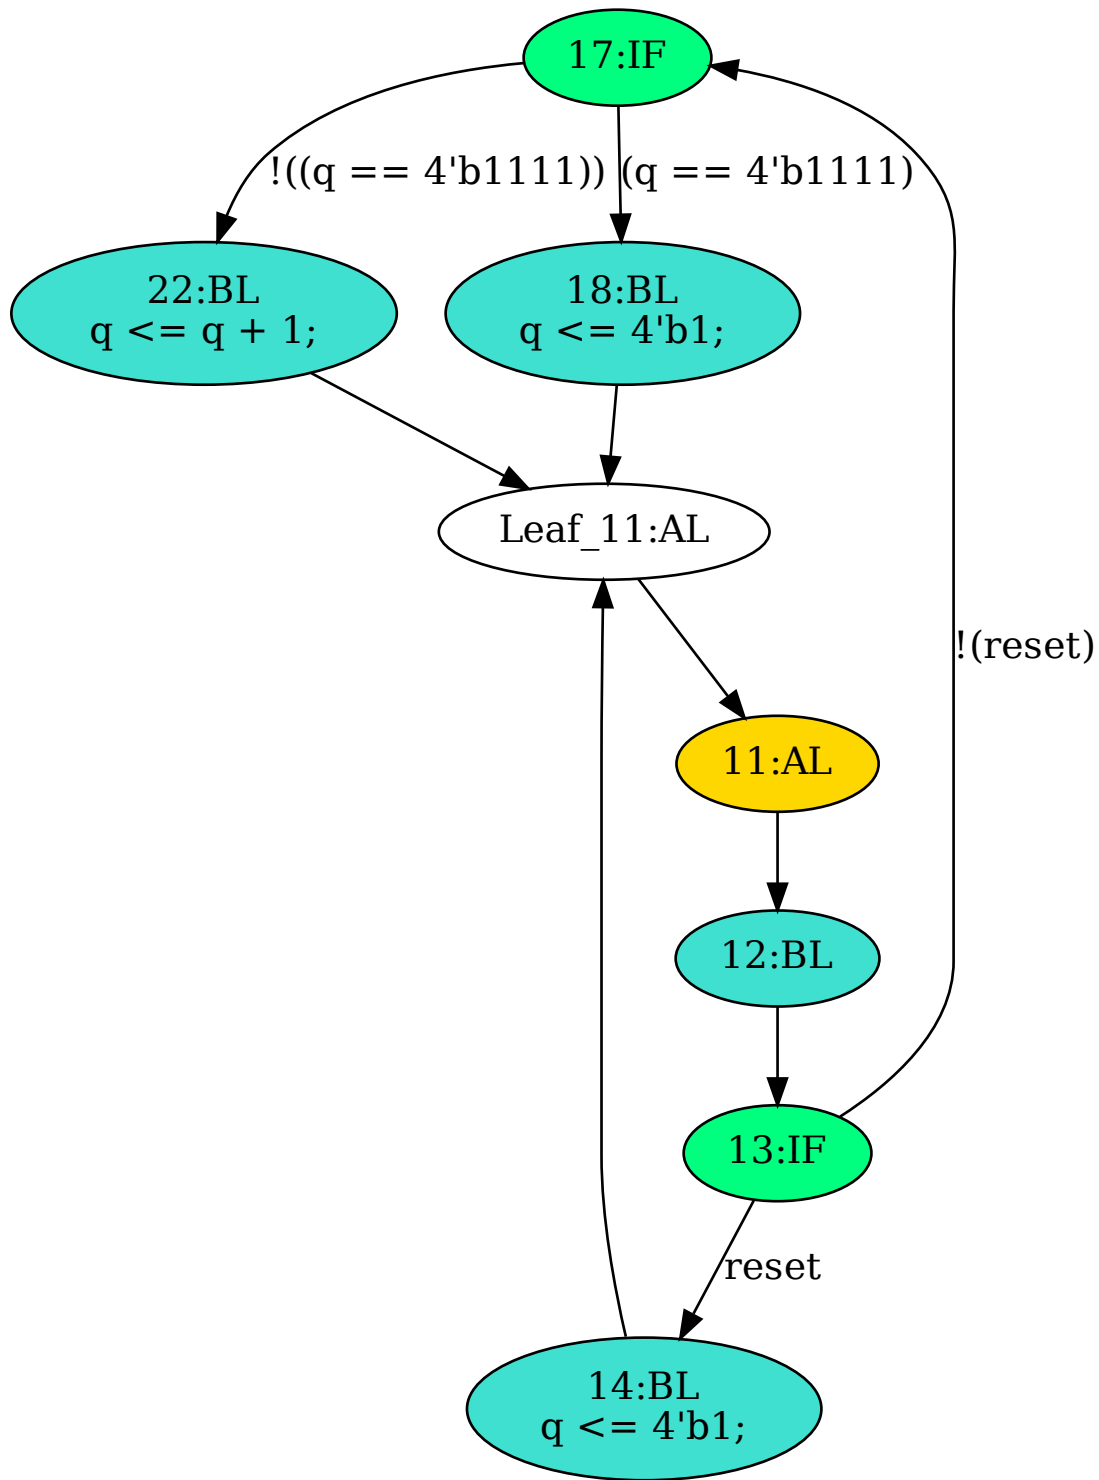 17:IF
!((q == 4'b1111))
(q == 4'b1111)
22:BL
q <= q + 1;
18:BL
q <= 4'b1;
Leaf_11:AL
!(reset)
11:AL
12:BL
13:IF
reset
14:BL
q <= 4'b1;